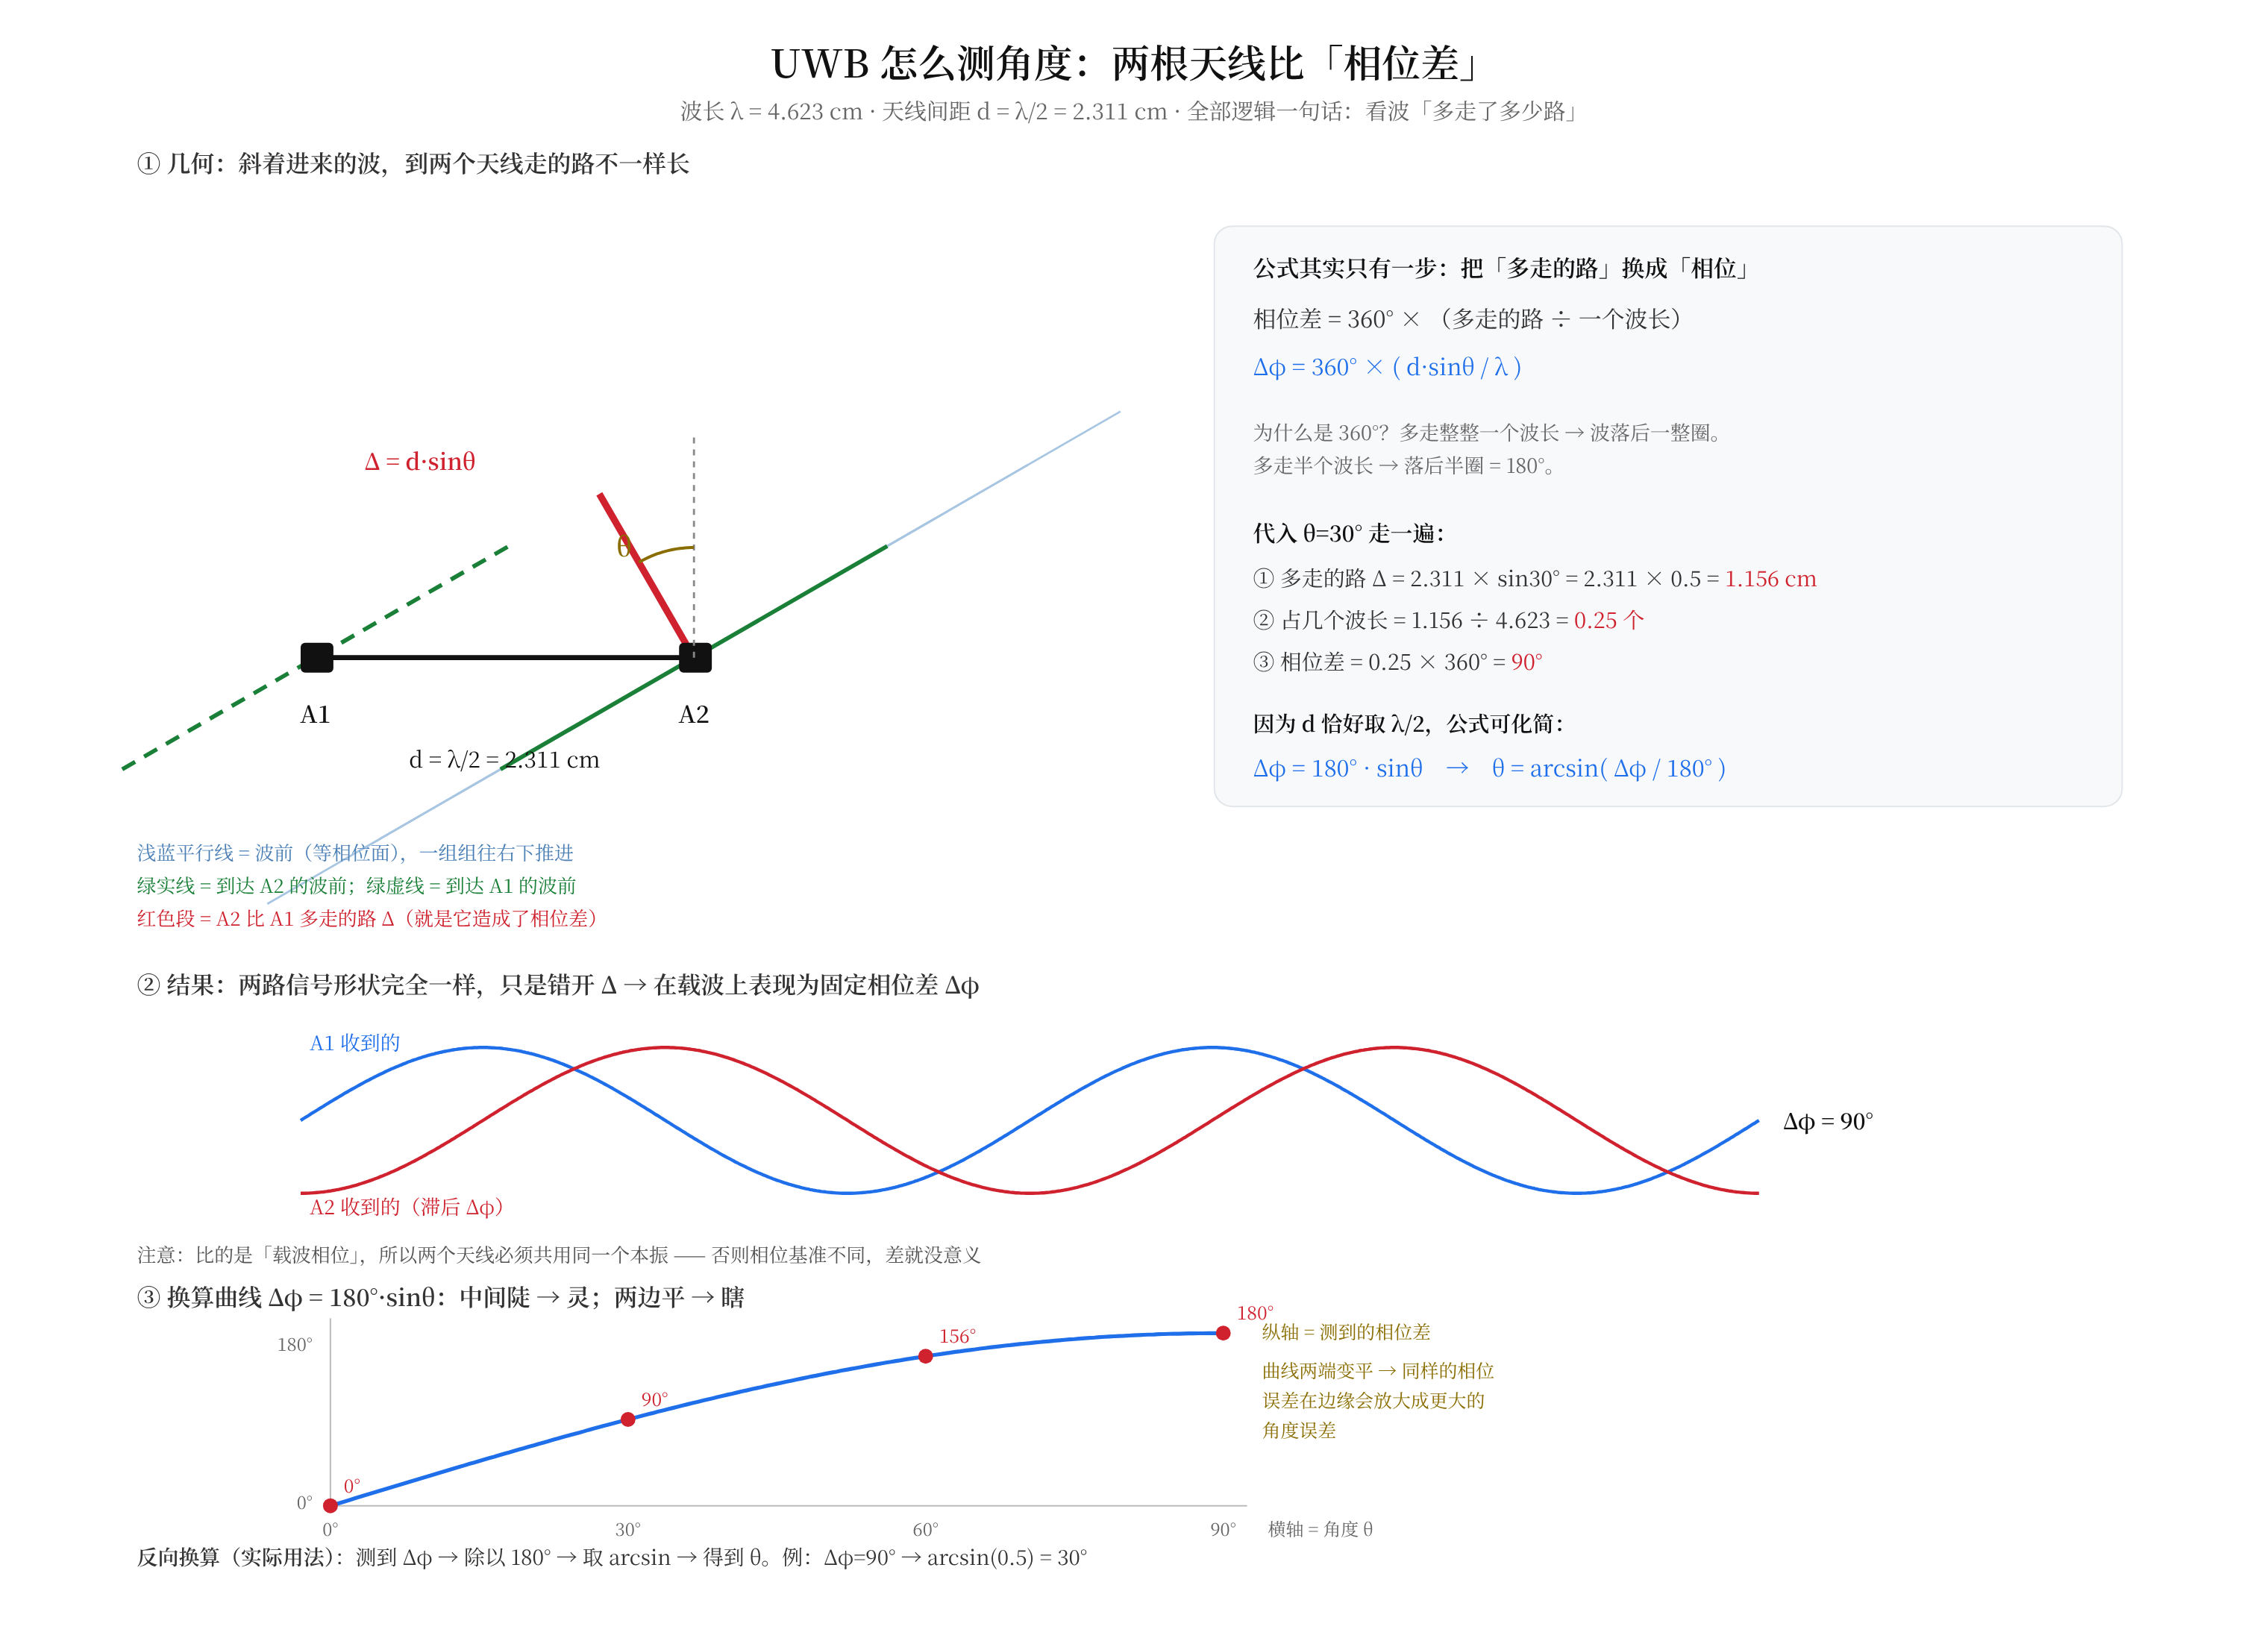 UWB 怎么测角度：两根天线比「相位差」
波长 λ = 4.623 cm · 天线间距 d = λ/2 = 2.311 cm · 全部逻辑一句话：看波「多走了多少路」
① 几何：斜着进来的波，到两个天线走的路不一样长
Δ = d·sinθ
θ
A1
A2
d = λ/2 = 2.311 cm
浅蓝平行线 = 波前（等相位面），一组组往右下推进
绿实线 = 到达 A2 的波前；绿虚线 = 到达 A1 的波前
红色段 = A2 比 A1 多走的路 Δ（就是它造成了相位差）
公式其实只有一步：把「多走的路」换成「相位」
相位差 = 360° × （多走的路 ÷ 一个波长）
Δφ = 360° × ( d·sinθ / λ )
为什么是 360°？多走整整一个波长 → 波落后一整圈。
多走半个波长 → 落后半圈 = 180°。
代入 θ=30° 走一遍：
① 多走的路 Δ = 2.311 × sin30° = 2.311 × 0.5 = 1.156 cm
② 占几个波长 = 1.156 ÷ 4.623 = 0.25 个
③ 相位差 = 0.25 × 360° = 90°
因为 d 恰好取 λ/2，公式可化简：
Δφ = 180° · sinθ → θ = arcsin( Δφ / 180° )
② 结果：两路信号形状完全一样，只是错开 Δ → 在载波上表现为固定相位差 Δφ
A1 收到的
Δφ = 90°
A2 收到的（滞后 Δφ）
注意：比的是「载波相位」，所以两个天线必须共用同一个本振 —— 否则相位基准不同，差就没意义
③ 换算曲线 Δφ = 180°·sinθ：中间陡 → 灵；两边平 → 瞎
180°
0°
0°
90°
156°
180°
纵轴 = 测到的相位差
曲线两端变平 → 同样的相位
误差在边缘会放大成更大的
角度误差
0°
30°
60°
90°
横轴 = 角度 θ
反向换算（实际用法）：测到 Δφ → 除以 180° → 取 arcsin → 得到 θ。例：Δφ=90° → arcsin(0.5) = 30°